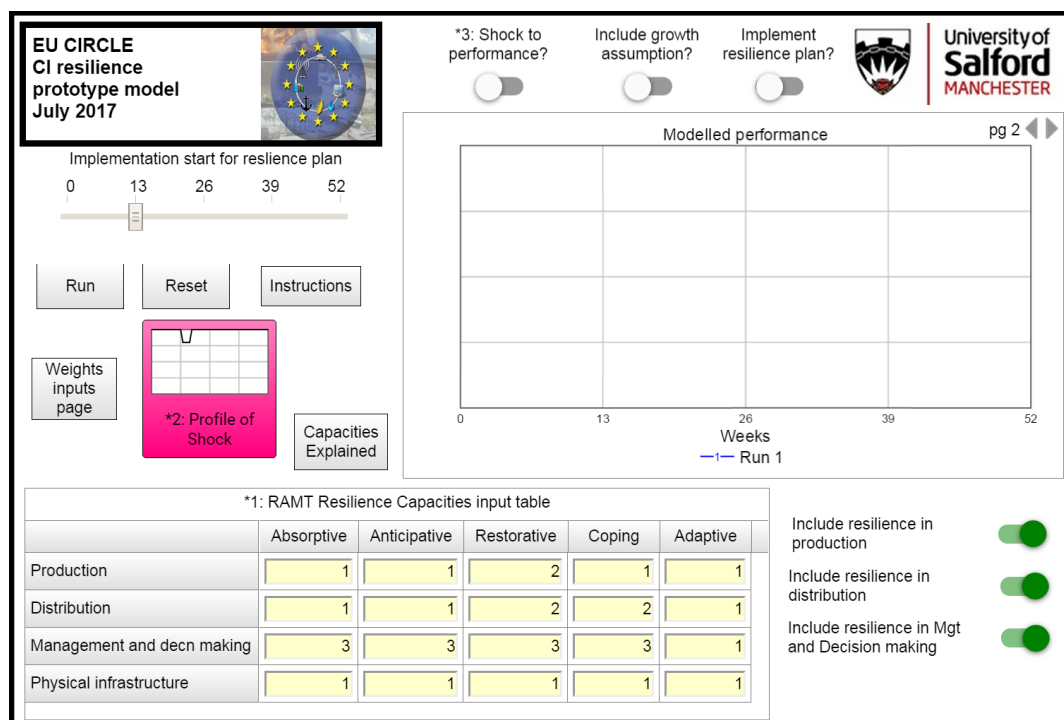 EU CIRCLE
CI resilience
prototype model
July 2017
*3: Shock to
performance?
Include growth
assumption?
Implement
resilience plan?
University of
Salford
MANCHESTER
Implementation start for reslience plan
0 13 26 39 52
Modelled performance
pg 2
0 13 26 39 52
Weeks
1 Run 1
Run
Reset
Instructions
Weights
inputs
page
*2: Profile of
Shock
Capacities
Explained
*1: RAMT Resilience Capacities input table
Absorptive Anticipative Restorative Coping Adaptive
Production 1 1 2 1 1
Distribution 1 1 2 2 1
Management and decn making 3 3 3 3 1
Physical infrastructure 1 1 1 1 1
Include resilience in
production
Include resilience in
distribution
Include resilience in Mgt
and Decision making